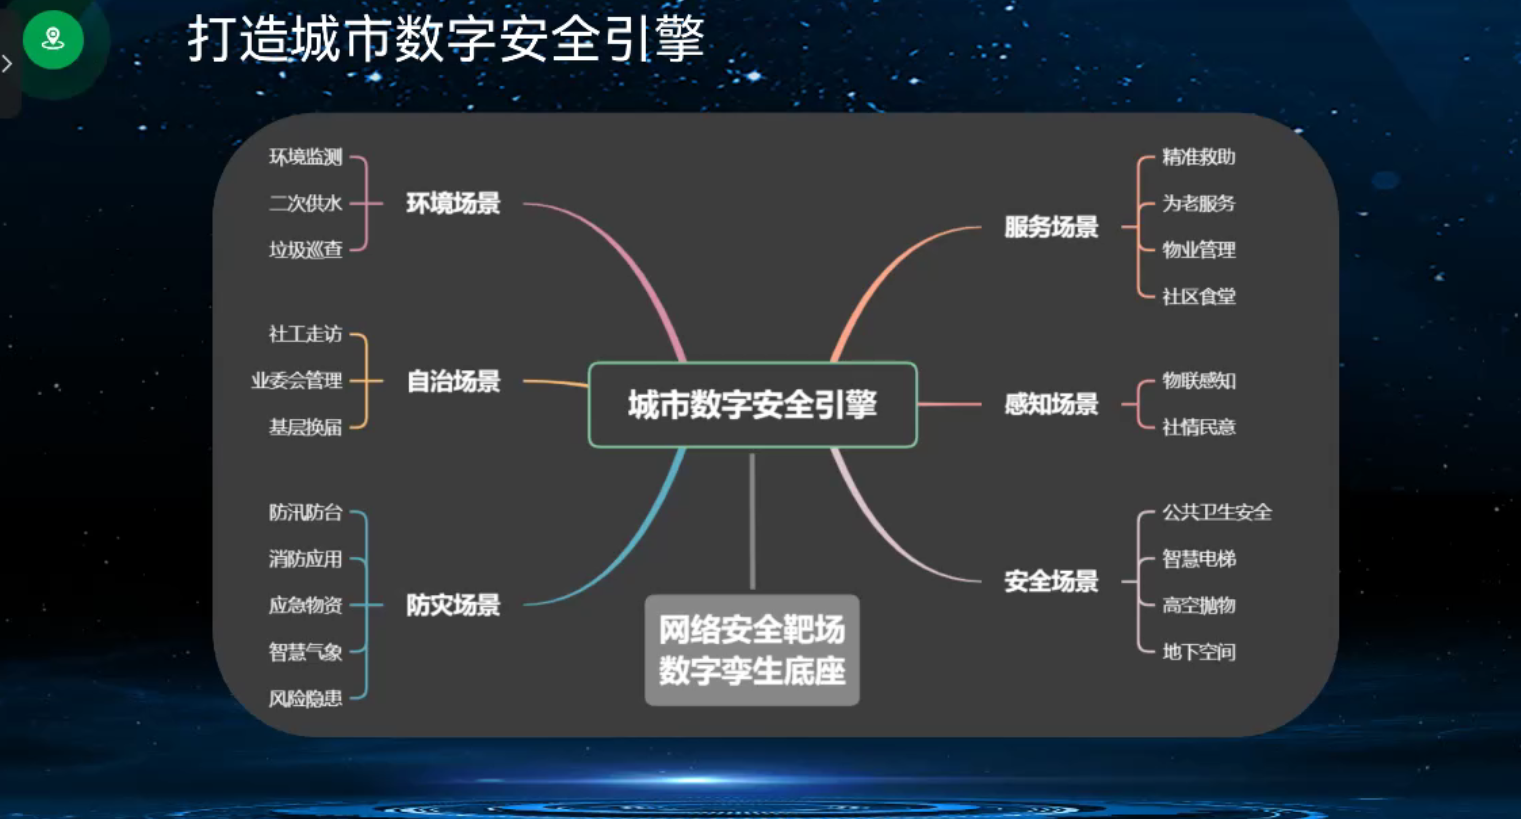 打造城市数字安全引擎
环境监测
二次供水
垃圾巡查
环境场景
社工走访
业委会管理
基层换届
自治场景
防汛防台
消防应用
应急物资
智慧气象
风险隐患
防灾场景
城市数字安全引擎
网络安全靶场
数字孪生底座
服务场景
精准救助
为老服务
物业管理
社区食堂
感知场景
物联感知
社情民意
安全场景
公共卫生安全
智慧电梯
高空抛物
地下空间